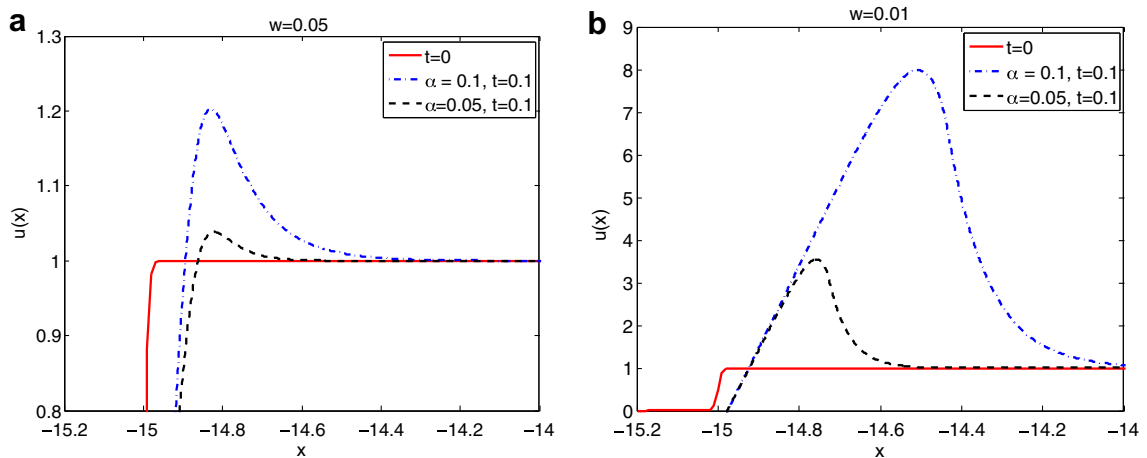 a
w=0.05
1.3
1.2
1.1
1
0.9
0.8
u(x)
t=0
α = 0.1, t=0.1
α=0.05, t=0.1
−15.2 −15 −14.8 −14.6 −14.4 −14.2 −14
x
b
w=0.01
9
8
7
6
5
4
3
2
1
0
u(x)
t=0
α = 0.1, t=0.1
α=0.05, t=0.1
−15.2 −15 −14.8 −14.6 −14.4 −14.2 −14
x